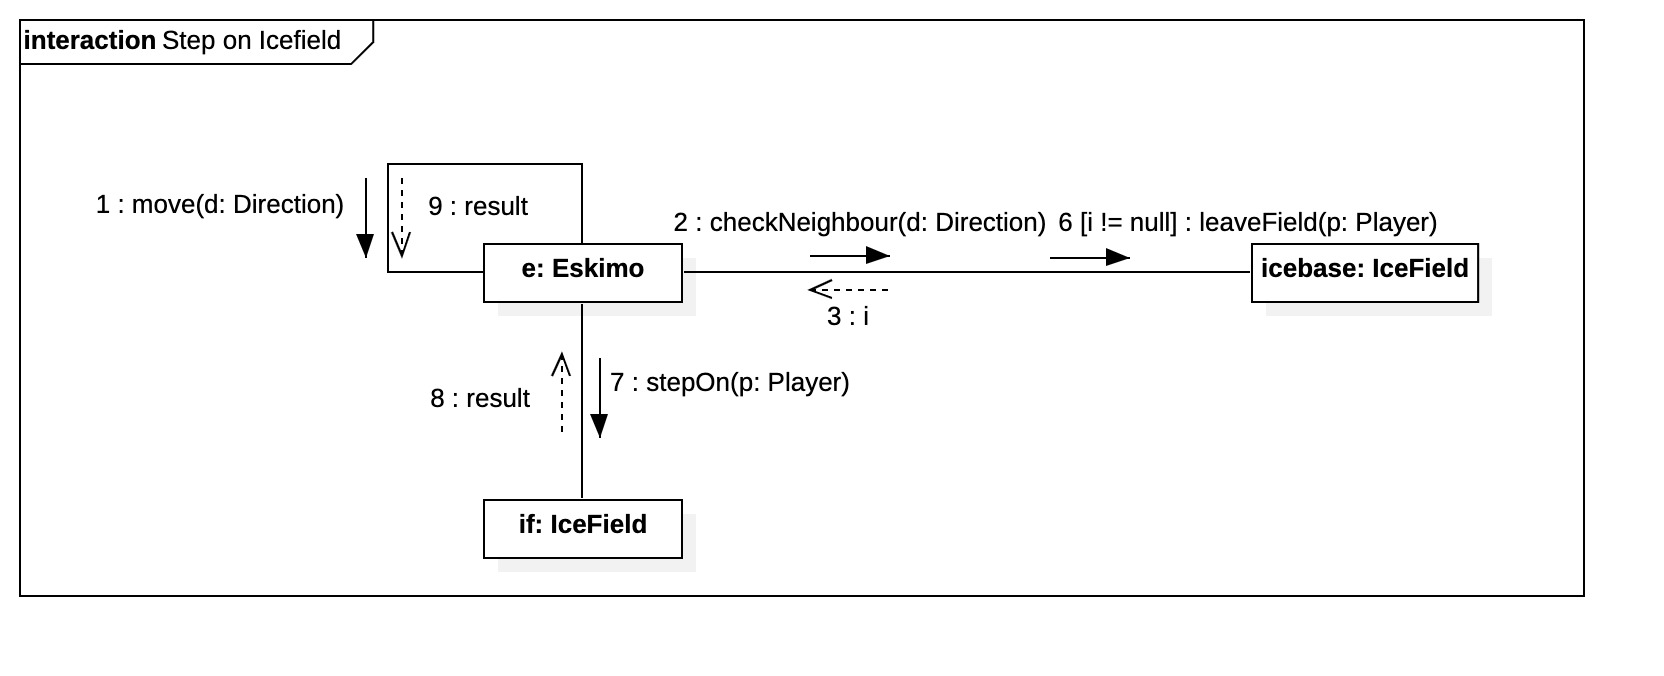 interaction Step on Icefield
1 : move(d: Direction)
9 : result
2 : checkNeighbour(d: Direction)
6 [i != null] : leaveField(p: Player)
e: Eskimo
icebase: IceField
3 : i
8 : result
7 : stepOn(p: Player)
if: IceField